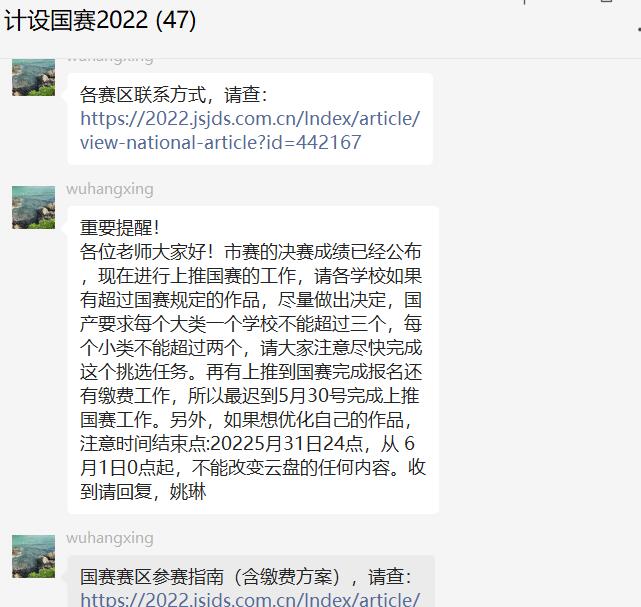 计设国赛2022 (47)
wuhangxing
各赛区联系方式，请查：
https://2022.jsjds.com.cn/Index/article/
view-national-article?id=442167
wuhangxing
重要提醒！
各位老师大家好！市赛的决赛成绩已经公布
，现在进行上推国赛的工作，请各学校如果
有超过国赛规定的作品，尽量做出决定，国
产要求每个大类一个学校不能超过三个，每
个小类不能超过两个，请大家注意尽快完成
这个挑选任务。再有上推到国赛完成报名还
有缴费工作，所以最迟到5月30号完成上推
国赛工作。另外，如果想优化自己的作品，
注意时间结束点:20225月31日24点，从 6
月1日0点起，不能改变云盘的任何内容。收
到请回复，姚琳
wuhangxing
国赛赛区参赛指南（含缴费方案），请查：
https://2022.jsjds.com.cn/Index/article/